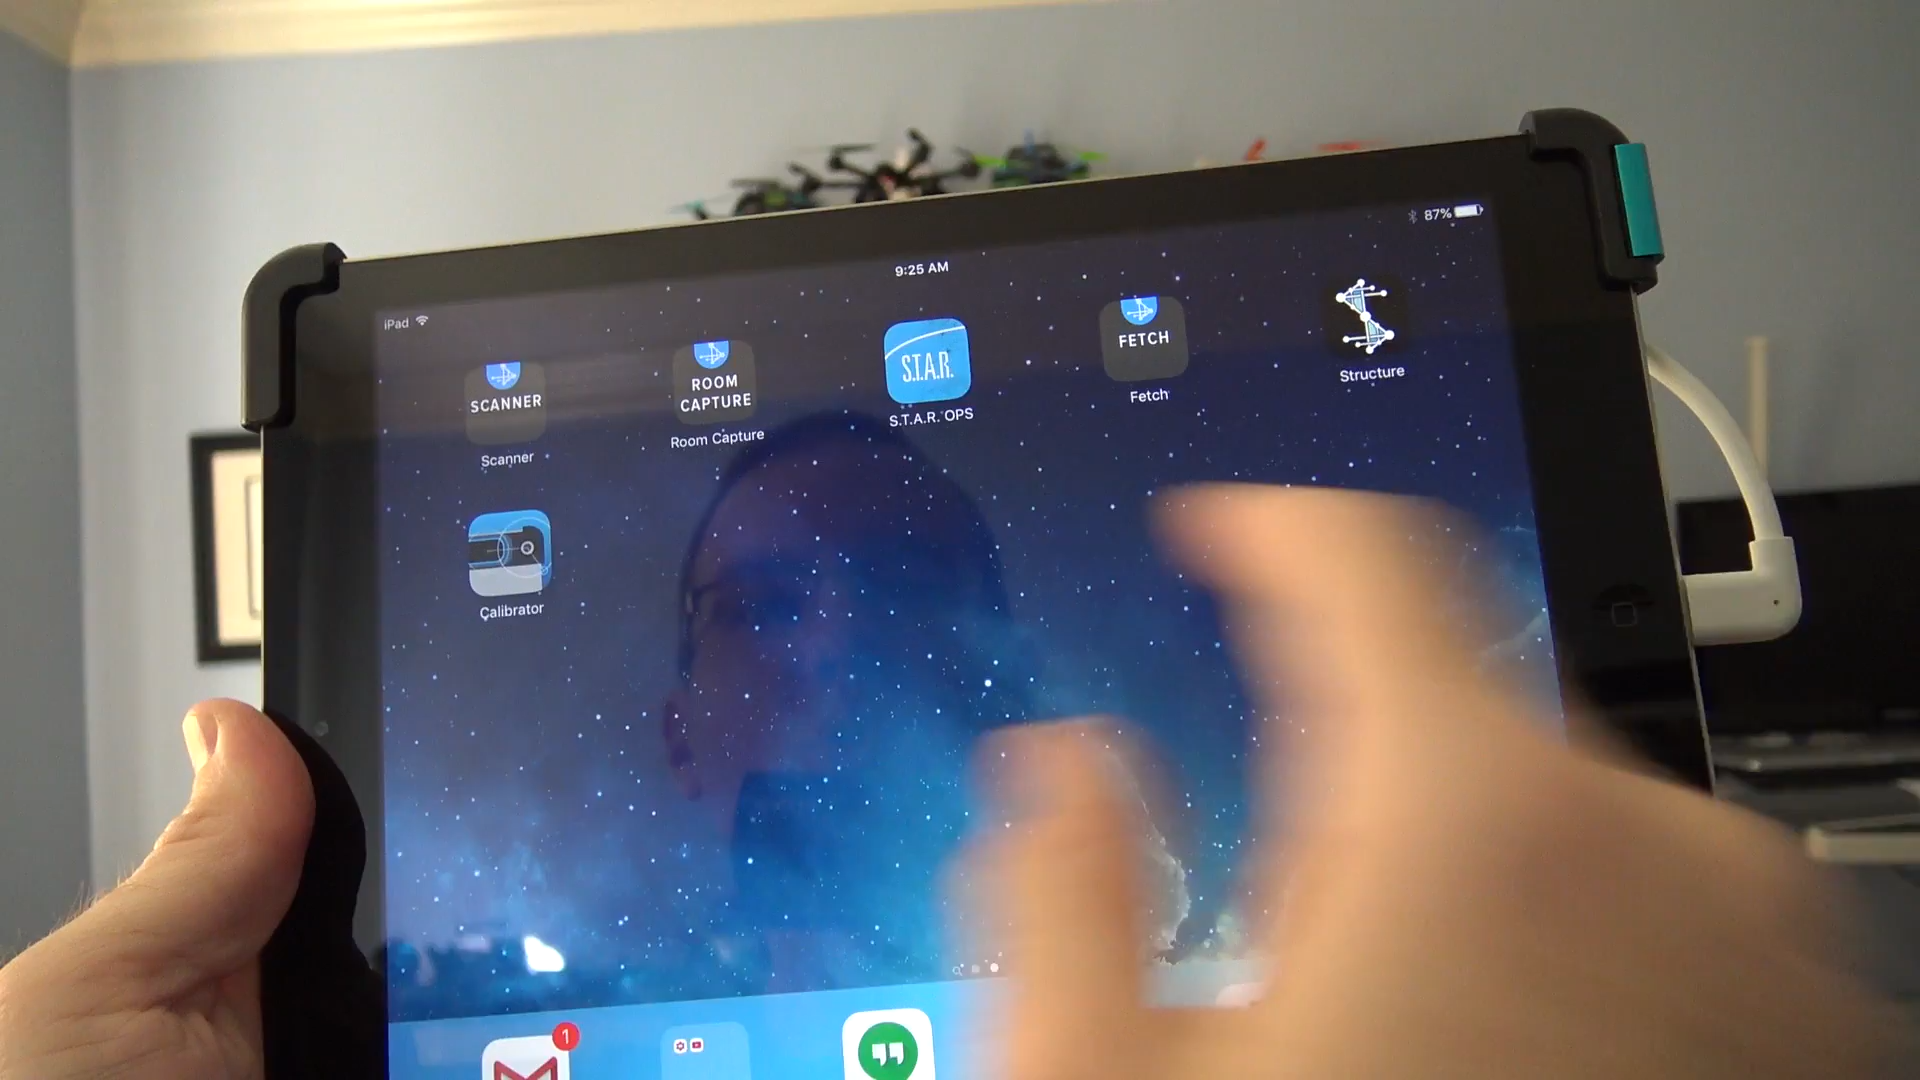 iPad
9:25 AM
87%
SCANNER
Scanner
ROOM
CAPTURE
Room Capture
S.T.A.R.
S.T.A.R. OPS
FETCH
Fetch
Structure
Calibrator
1